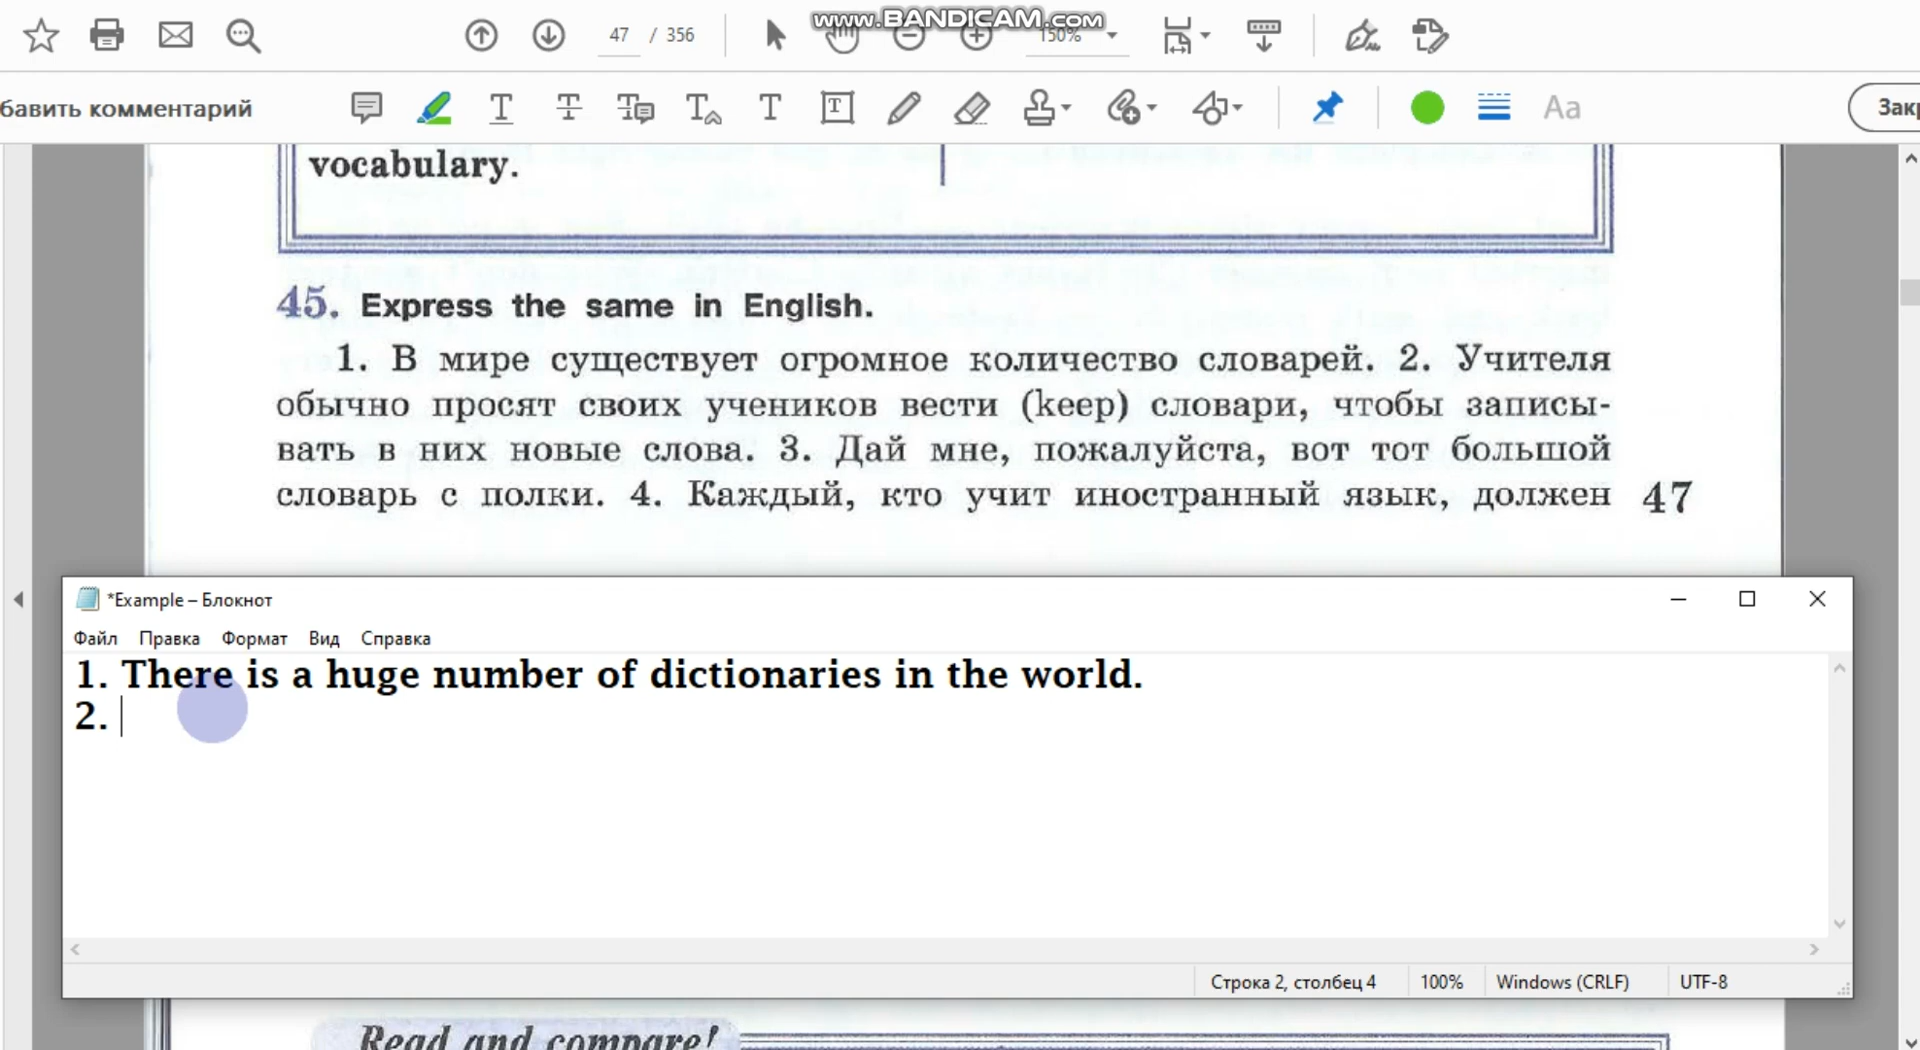 www.BANDICAM.com
47 / 356
150%
бавить комментарий
Aa
Зак
vocabulary.
45. Express the same in English.
1. В мире существует огромное количество словарей. 2. Учителя
обычно просят своих учеников вести (keep) словари, чтобы записы-
вать в них новые слова. 3. Дай мне, пожалуйста, вот тот большой
словарь с полки. 4. Каждый, кто учит иностранный язык, должен 47
*Example – Блокнот
Файл Правка Формат Вид Справка
1. There is a huge number of dictionaries in the world.
2.
Строка 2, столбец 4 100% Windows (CRLF) UTF-8
Read and compare!